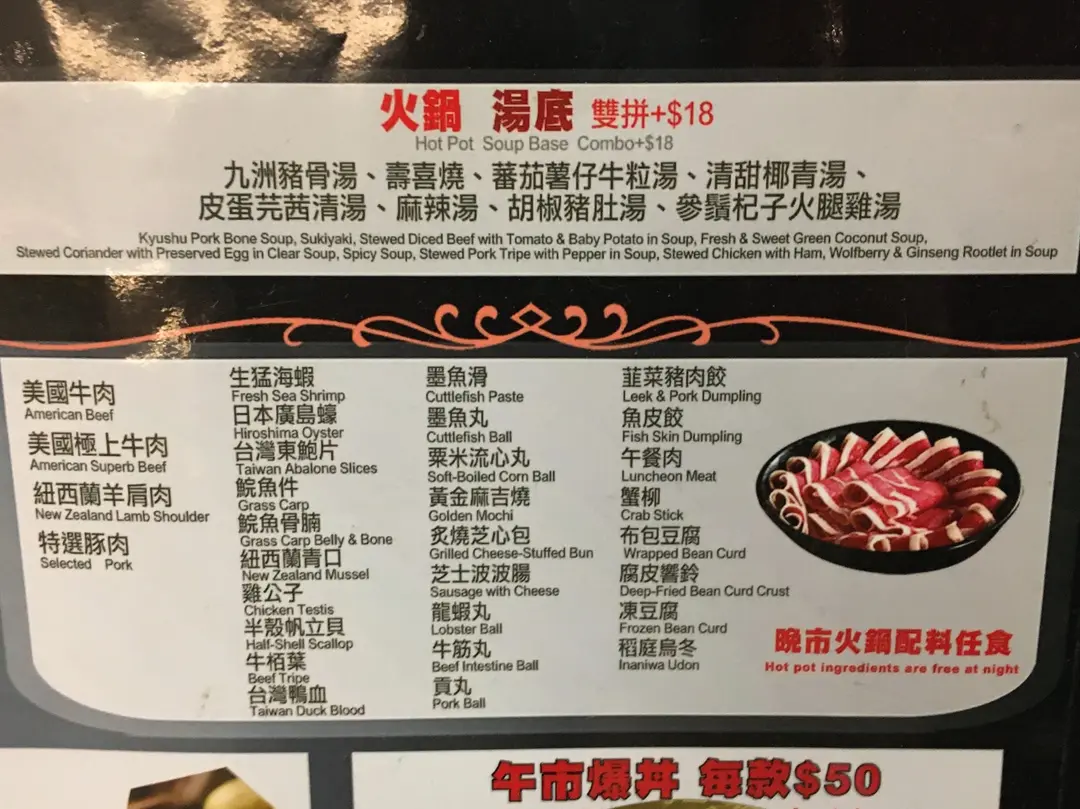 火鍋 湯底 雙拼+$18
Hot Pot Soup Base Combo+$18
九洲豬骨湯、壽喜燒、蕃茄薯仔牛粒湯、清甜椰青湯、
皮蛋芫茜清湯、麻辣湯、胡椒豬肚湯、參鬚杞子火腿雞湯
Kyushu Pork Bone Soup, Sukiyaki, Stewed Diced Beef with Tomato & Baby Potato in Soup, Fresh & Sweet Green Coconut Soup,
Stewed Coriander with Preserved Egg in Clear Soup, Spicy Soup, Stewed Pork Tripe with Pepper in Soup, Stewed Chicken with Ham, Wolfberry & Ginseng Rootlet in Soup
美國牛肉
American Beef
美國極上牛肉
American Superb Beef
紐西蘭羊肩肉
New Zealand Lamb Shoulder
特選豚肉
Selected Pork
生猛海蝦
Fresh Sea Shrimp
日本廣島蠔
Hiroshima Oyster
台灣東鮑片
Taiwan Abalone Slices
鯇魚件
Grass Carp
鯇魚骨腩
Grass Carp Belly & Bone
紐西蘭青口
New Zealand Mussel
雞公子
Chicken Testis
半殼帆立貝
Half-Shell Scallop
牛栢葉
Beef Tripe
台灣鴨血
Taiwan Duck Blood
墨魚滑
Cuttlefish Paste
墨魚丸
Cuttlefish Ball
粟米流心丸
Soft-Boiled Corn Ball
黃金麻吉燒
Golden Mochi
炙燒芝心包
Grilled Cheese-Stuffed Bun
芝士波波腸
Sausage with Cheese
龍蝦丸
Lobster Ball
牛筋丸
Beef Intestine Ball
貢丸
Pork Ball
韮菜豬肉餃
Leek & Pork Dumpling
魚皮餃
Fish Skin Dumpling
午餐肉
Luncheon Meat
蟹柳
Crab Stick
布包豆腐
Wrapped Bean Curd
腐皮響鈴
Deep-Fried Bean Curd Crust
凍豆腐
Frozen Bean Curd
稻庭烏冬
Inaniwa Udon
晚市火鍋配料任食
Hot pot ingredients are free at night
午市爆丼 每款$50